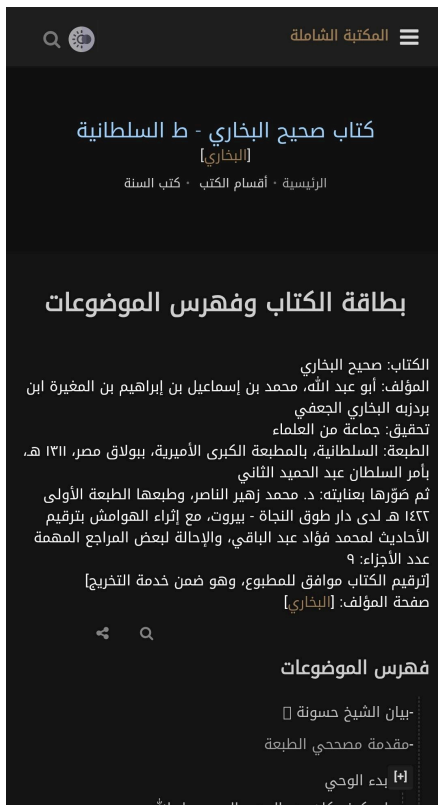 المكتبة الشاملة
كتاب صحيح البخاري - ط السلطانية
[البخاري]
الرئيسية • أقسام الكتب • كتب السنة
بطاقة الكتاب وفهرس الموضوعات
الكتاب: صحيح البخاري
المؤلف: أبو عبد الله، محمد بن إسماعيل بن إبراهيم بن المغيرة ابن
بردزبه البخاري الجعفي
تحقيق: جماعة من العلماء
الطبعة: السلطانية، بالمطبعة الكبرى الأميرية، ببولاق مصر، ١٣١١ هـ،
بأمر السلطان عبد الحميد الثاني
ثم صَوّرها بعنايته: د. محمد زهير الناصر، وطبعها الطبعة الأولى
١٤٢٢ هـ لدى دار طوق النجاة - بيروت، مع إثراء الهوامش بترقيم
الأحاديث لمحمد فؤاد عبد الباقي، والإحالة لبعض المراجع المهمة
عدد الأجزاء: ٩
[ترقيم الكتاب موافق للمطبوع، وهو ضمن خدمة التخريج]
صفحة المؤلف: [البخاري]
فهرس الموضوعات
-بيان الشيخ حسونة
-مقدمة مصححي الطبعة
[+] بدء الوحي